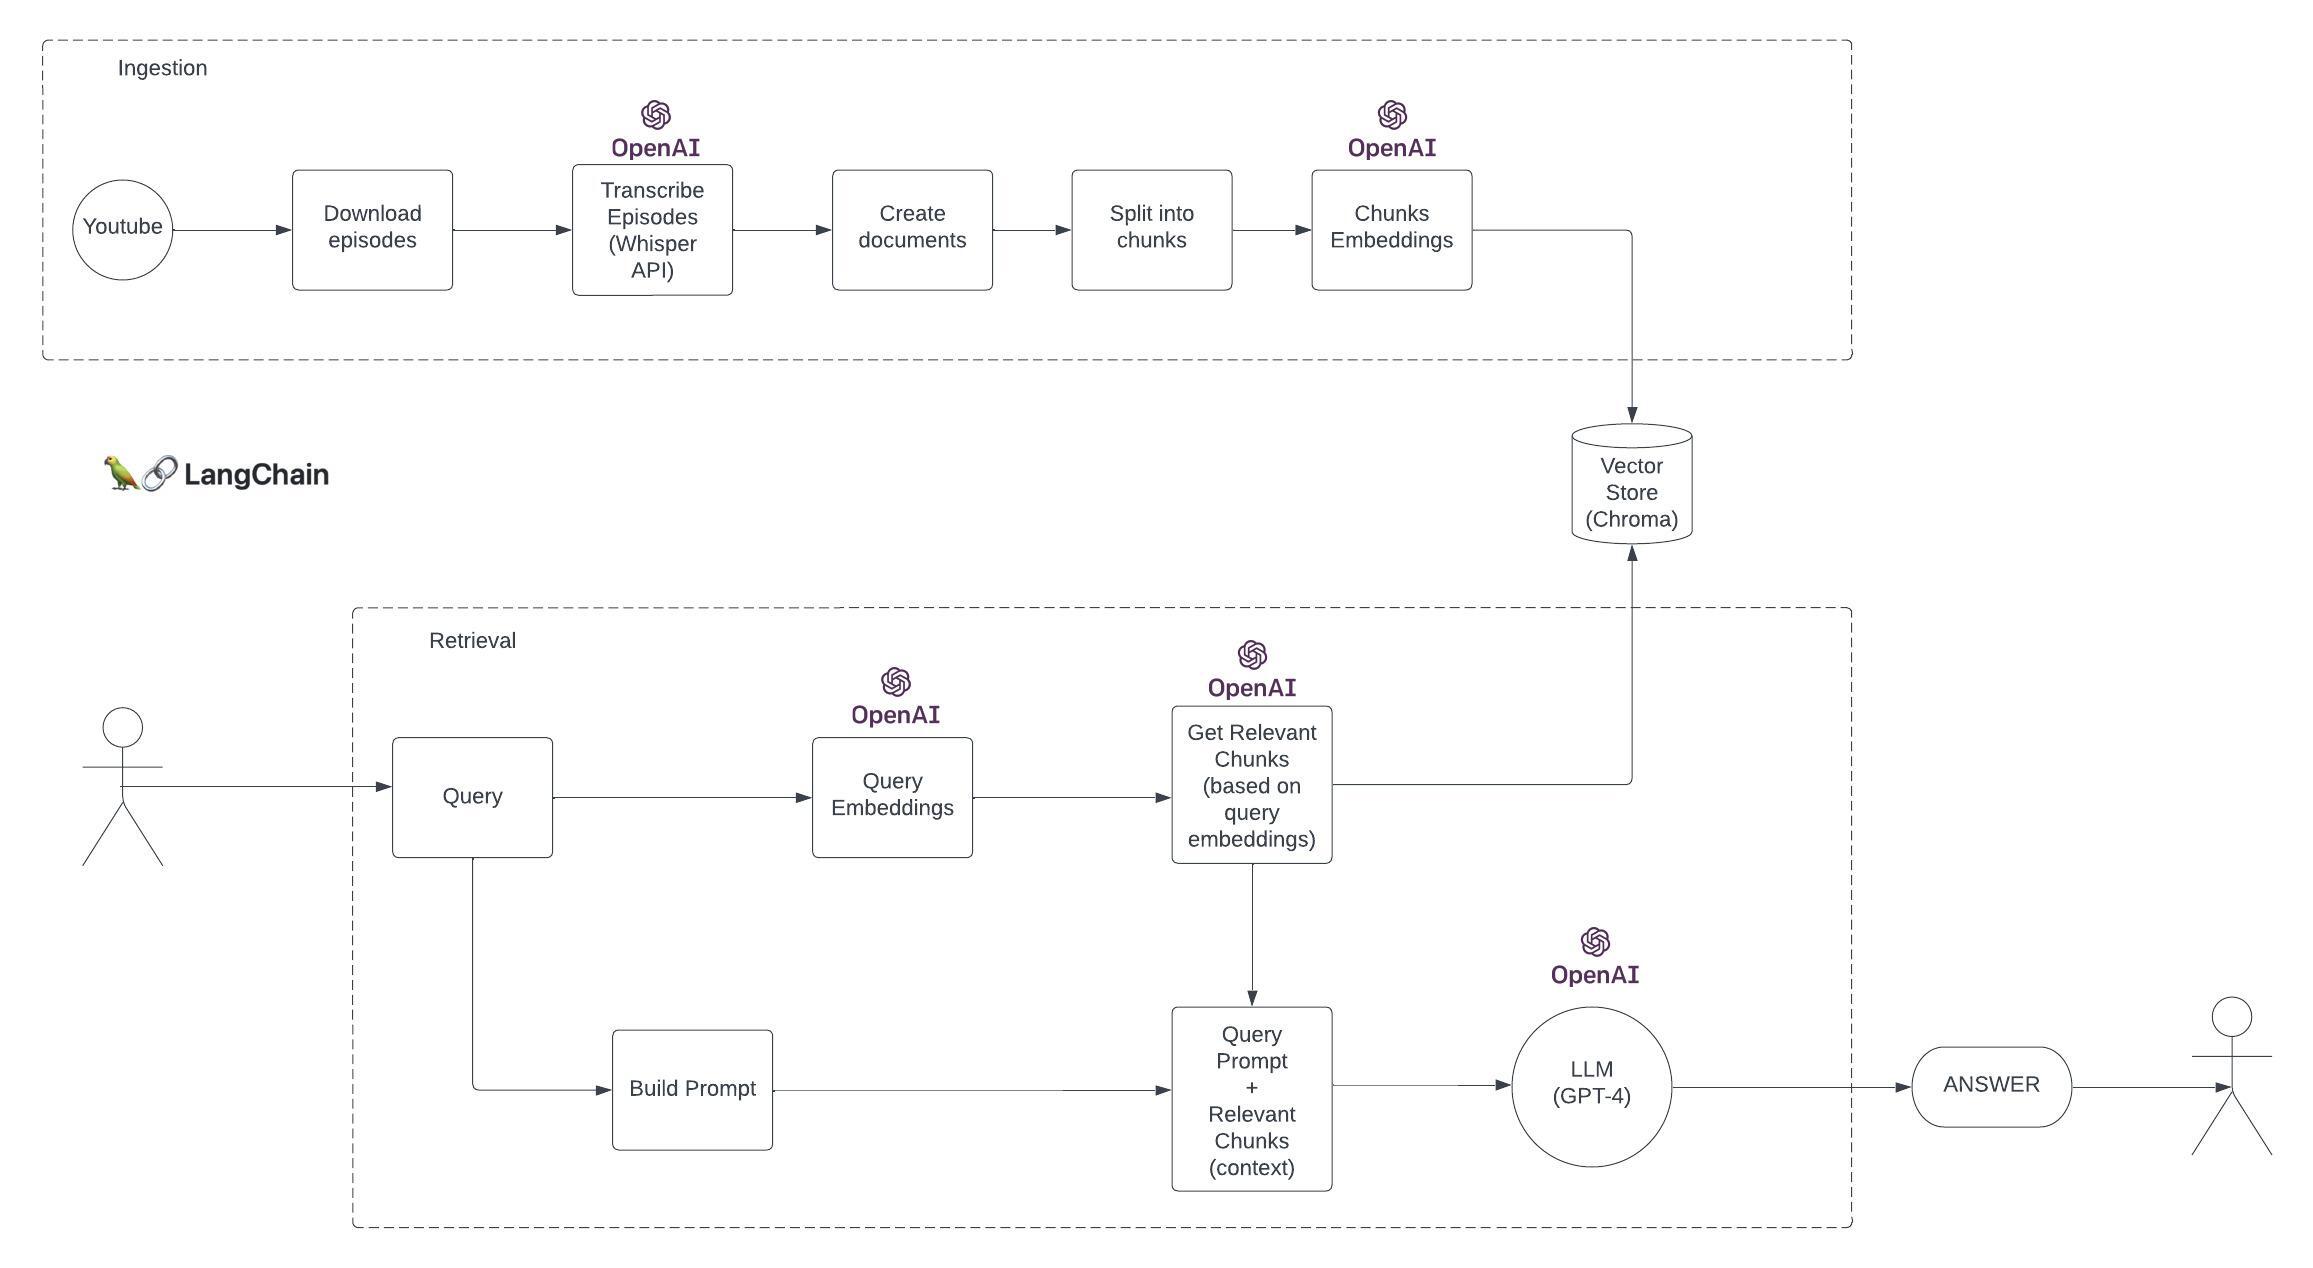 Ingestion
OpenAI
OpenAI
Youtube
Download
episodes
Transcribe
Episodes
(Whisper
API)
Create
documents
Split into
chunks
Chunks
Embeddings
LangChain
Vector
Store
(Chroma)
Retrieval
OpenAI
OpenAI
Query
Query
Embeddings
Get Relevant
Chunks
(based on
query
embeddings)
OpenAI
Build Prompt
Query
Prompt
+
Relevant
Chunks
(context)
LLM
(GPT-4)
ANSWER